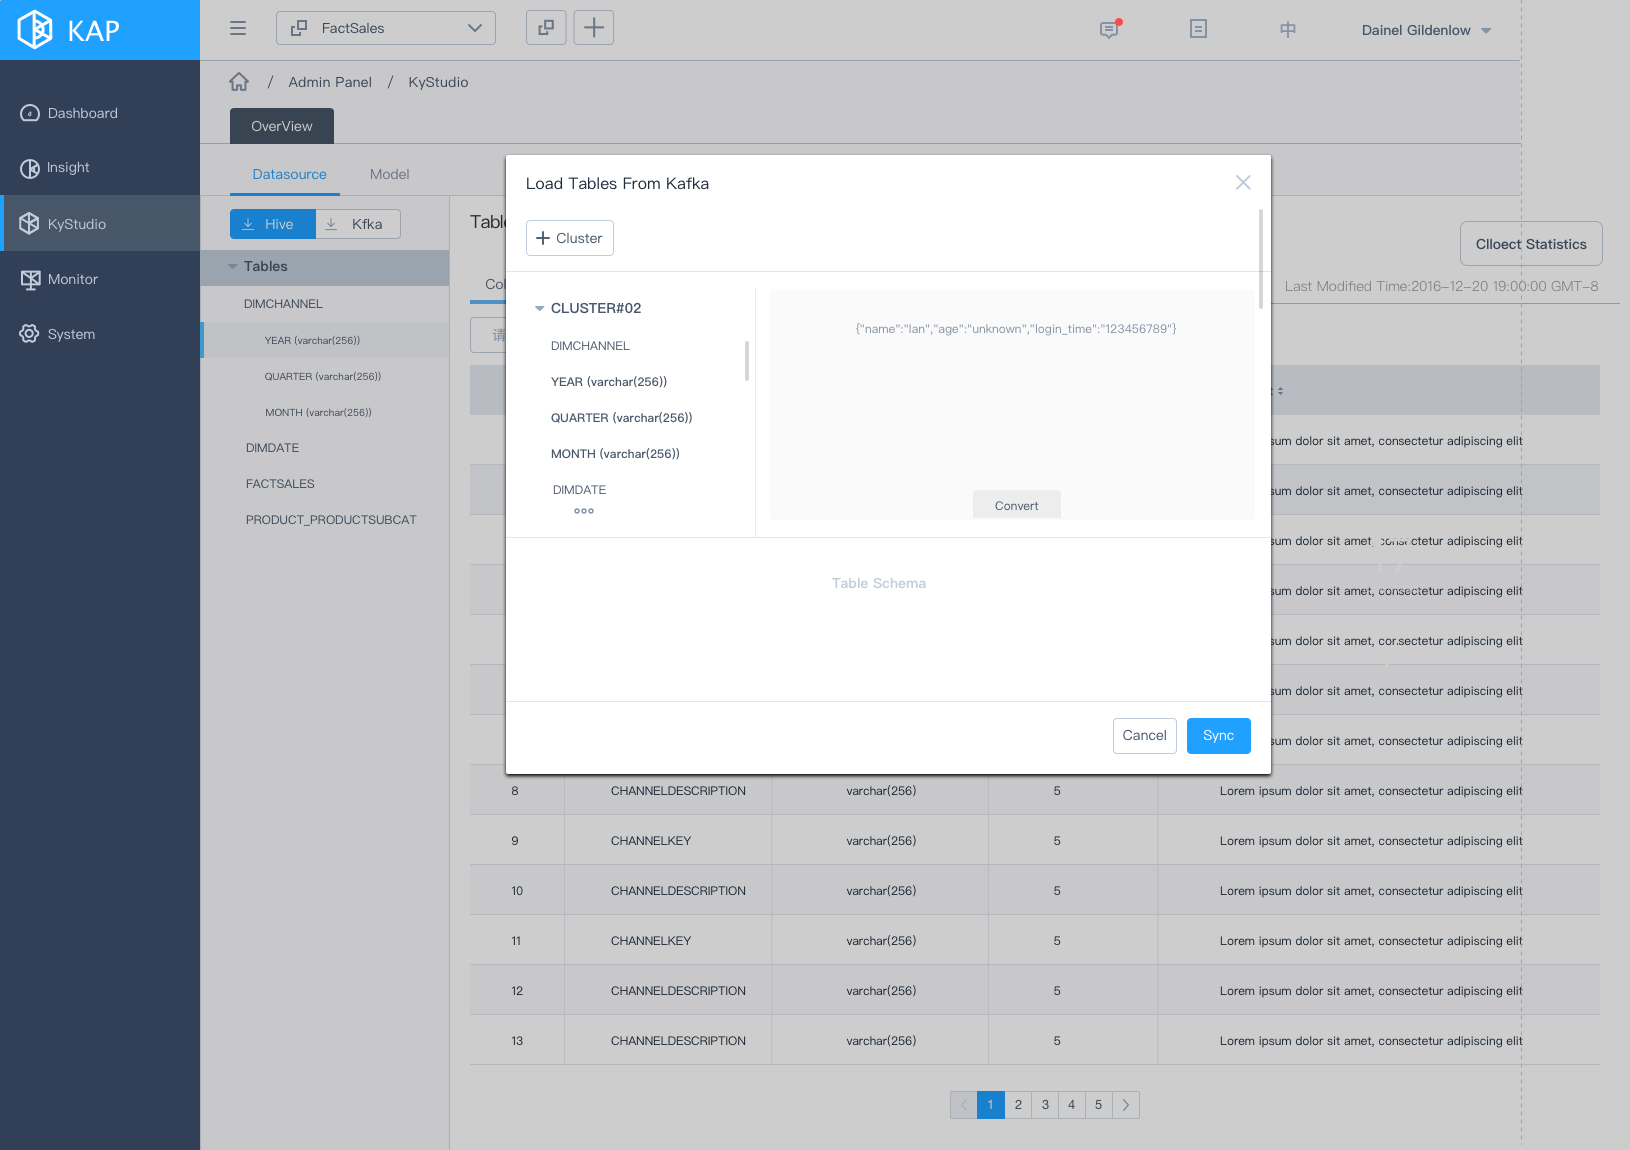 KAP
FactSales
中
Dainel Gildenlow
/ Admin Panel / KyStudio
Dashboard
Insight
KyStudio
Monitor
System
OverView
Datasource
Model
Hive
Kfka
Tables
DIMCHANNEL
YEAR (varchar(256))
QUARTER (varchar(256))
MONTH (varchar(256))
DIMDATE
FACTSALES
PRODUCT_PRODUCTSUBCAT
Clloect Statistics
Last Modified Time:2016-12-20 19:00:00 GMT-8
请
Load Tables From Kafka
Cluster
CLUSTER#02
DIMCHANNEL
YEAR (varchar(256))
QUARTER (varchar(256))
MONTH (varchar(256))
DIMDATE
{"name":"Ian","age":"unknown","login_time":"123456789"}
Convert
Table Schema
Cancel
Sync
sum dolor sit amet, consectetur adipiscing elit
sum dolor sit amet, consectetur adipiscing elit
sum dolor sit amet, consectetur adipiscing elit
sum dolor sit amet, consectetur adipiscing elit
sum dolor sit amet, consectetur adipiscing elit
sum dolor sit amet, consectetur adipiscing elit
sum dolor sit amet, consectetur adipiscing elit
8 CHANNELDESCRIPTION varchar(256) 5 Lorem ipsum dolor sit amet, consectetur adipiscing elit
9 CHANNELKEY varchar(256) 5 Lorem ipsum dolor sit amet, consectetur adipiscing elit
10 CHANNELDESCRIPTION varchar(256) 5 Lorem ipsum dolor sit amet, consectetur adipiscing elit
11 CHANNELKEY varchar(256) 5 Lorem ipsum dolor sit amet, consectetur adipiscing elit
12 CHANNELDESCRIPTION varchar(256) 5 Lorem ipsum dolor sit amet, consectetur adipiscing elit
13 CHANNELDESCRIPTION varchar(256) 5 Lorem ipsum dolor sit amet, consectetur adipiscing elit
1 2 3 4 5